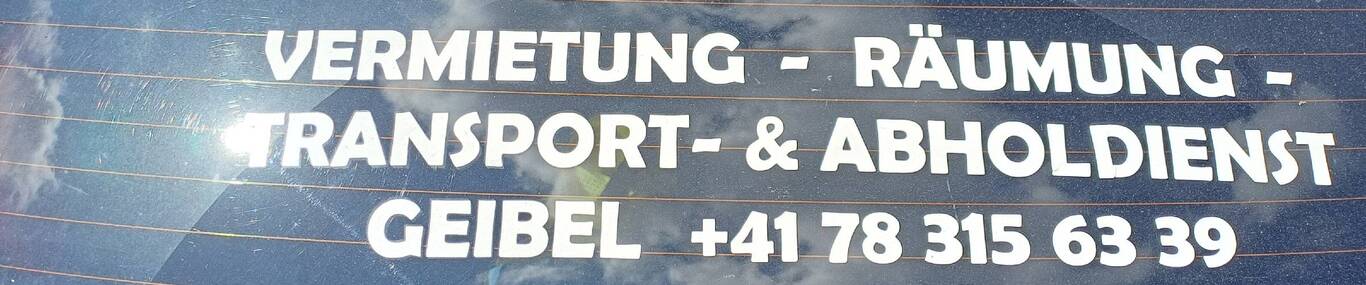 VERMIETUNG - RÄUMUNG -
TRANSPORT- & ABHOLDIENST
GEIBEL +41 78 315 63 39